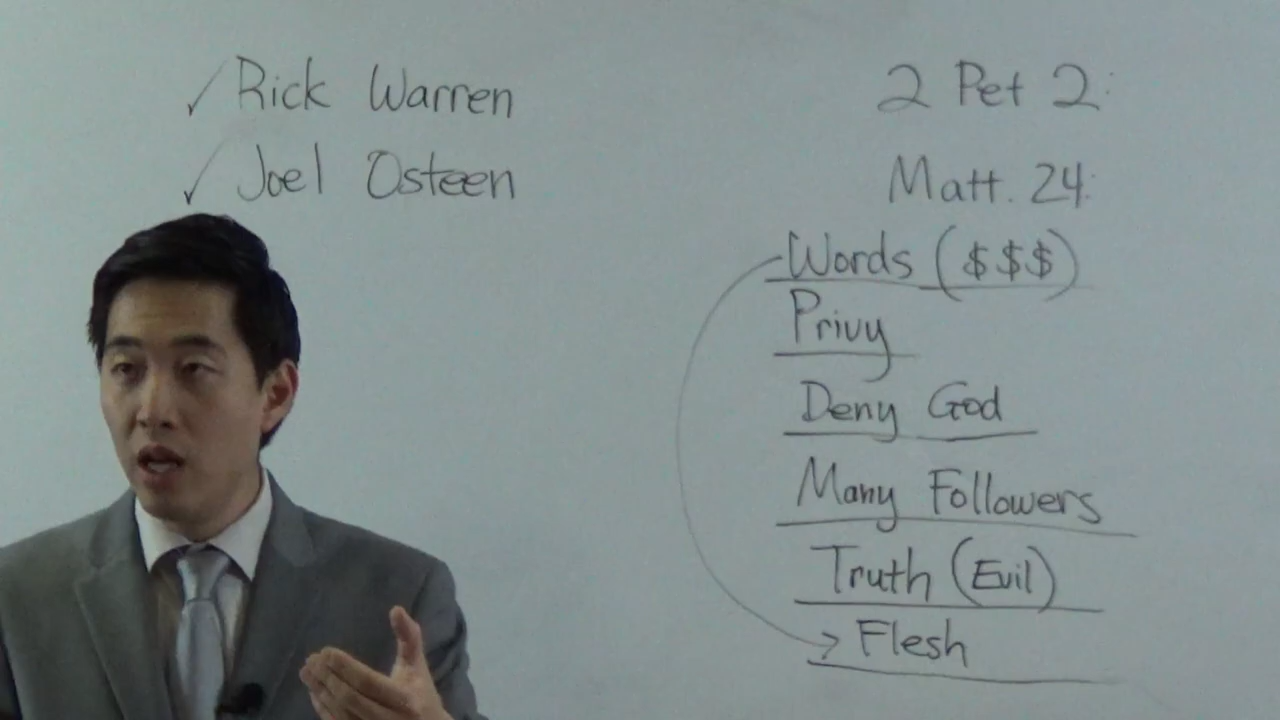 ✓ Rick Warren
✓ Joel Osteen
2 Pet 2:
Matt. 24:
Words ($$$)
Privy
Deny God
Many Followers
Truth (Evil)
Flesh